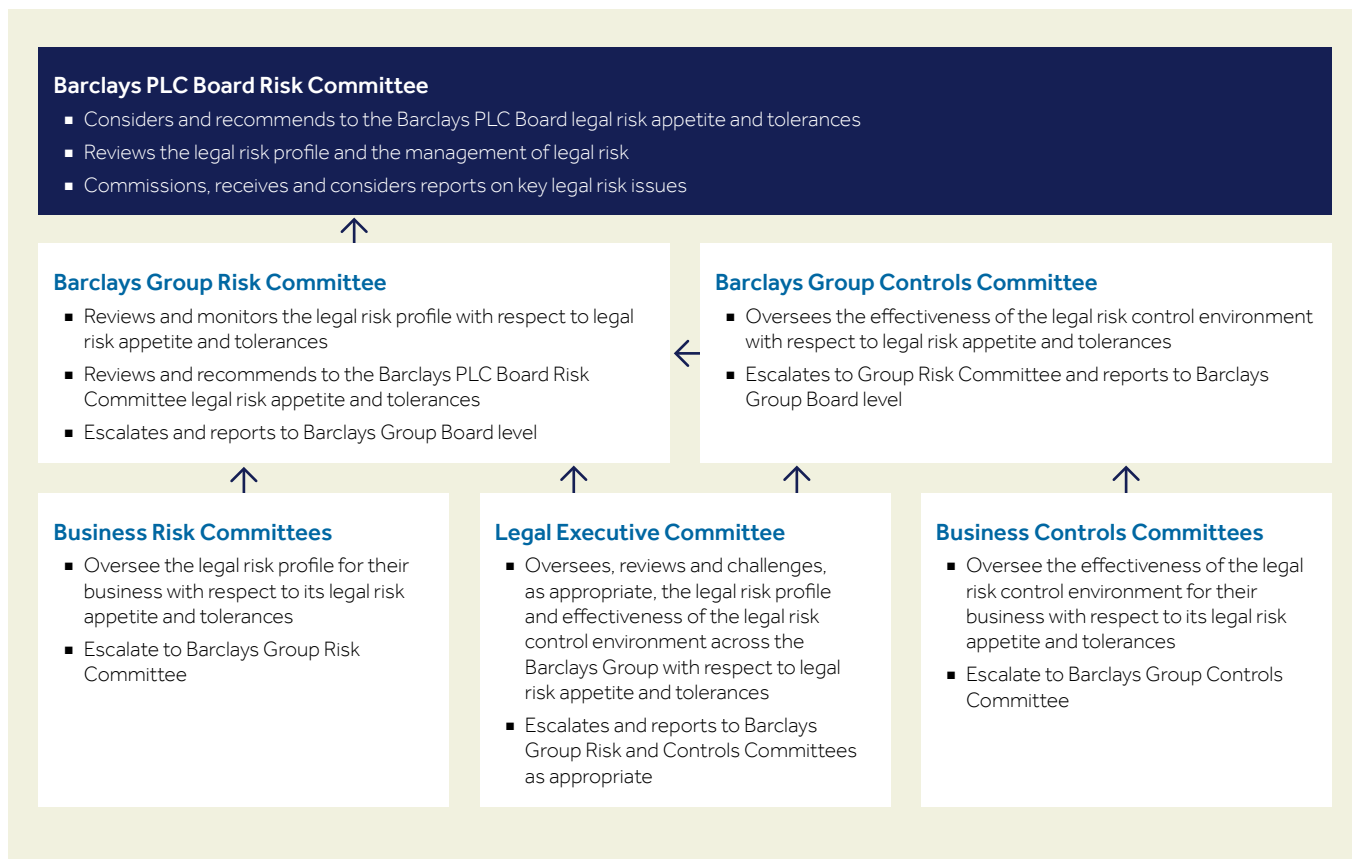 Barclays PLC Board Risk Committee
▪ Considers and recommends to the Barclays PLC Board legal risk appetite and tolerances
▪ Reviews the legal risk profile and the management of legal risk
▪ Commissions, receives and considers reports on key legal risk issues
Barclays Group Risk Committee
▪ Reviews and monitors the legal risk profile with respect to legal
risk appetite and tolerances
▪ Reviews and recommends to the Barclays PLC Board Risk
Committee legal risk appetite and tolerances
▪ Escalates and reports to Barclays Group Board level
Barclays Group Controls Committee
▪ Oversees the effectiveness of the legal risk control environment
with respect to legal risk appetite and tolerances
▪ Escalates to Group Risk Committee and reports to Barclays
Group Board level
Business Risk Committees
▪ Oversee the legal risk profile for their
business with respect to its legal risk
appetite and tolerances
▪ Escalate to Barclays Group Risk
Committee
Legal Executive Committee
▪ Oversees, reviews and challenges,
as appropriate, the legal risk profile
and effectiveness of the legal risk
control environment across the
Barclays Group with respect to legal
risk appetite and tolerances
▪ Escalates and reports to Barclays
Group Risk and Controls Committees
as appropriate
Business Controls Committees
▪ Oversee the effectiveness of the legal
risk control environment for their
business with respect to its legal risk
appetite and tolerances
▪ Escalate to Barclays Group Controls
Committee